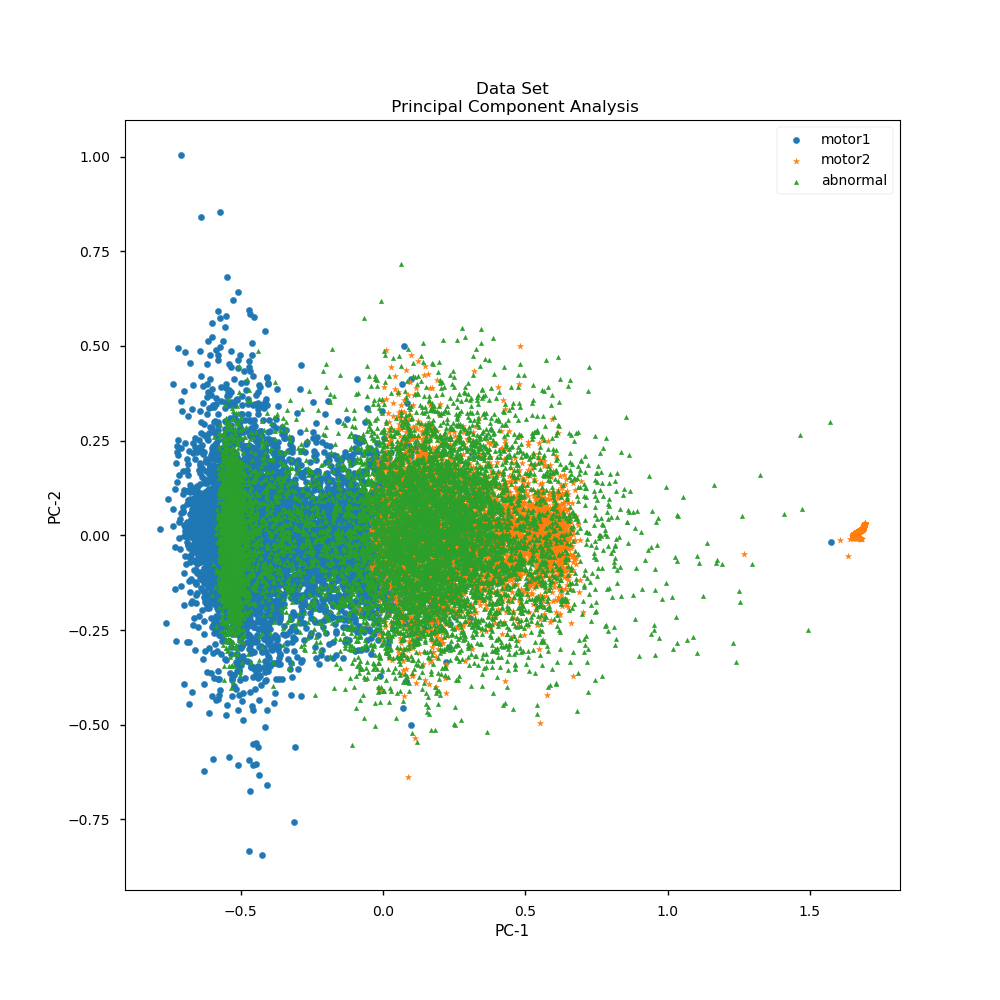 Data Set
Principal Component Analysis
motor1
motor2
abnormal
1.00
0.75
0.50
0.25
0.00
−0.25
−0.50
−0.75
PC-2
−0.5
0.0
0.5
1.0
1.5
PC-1